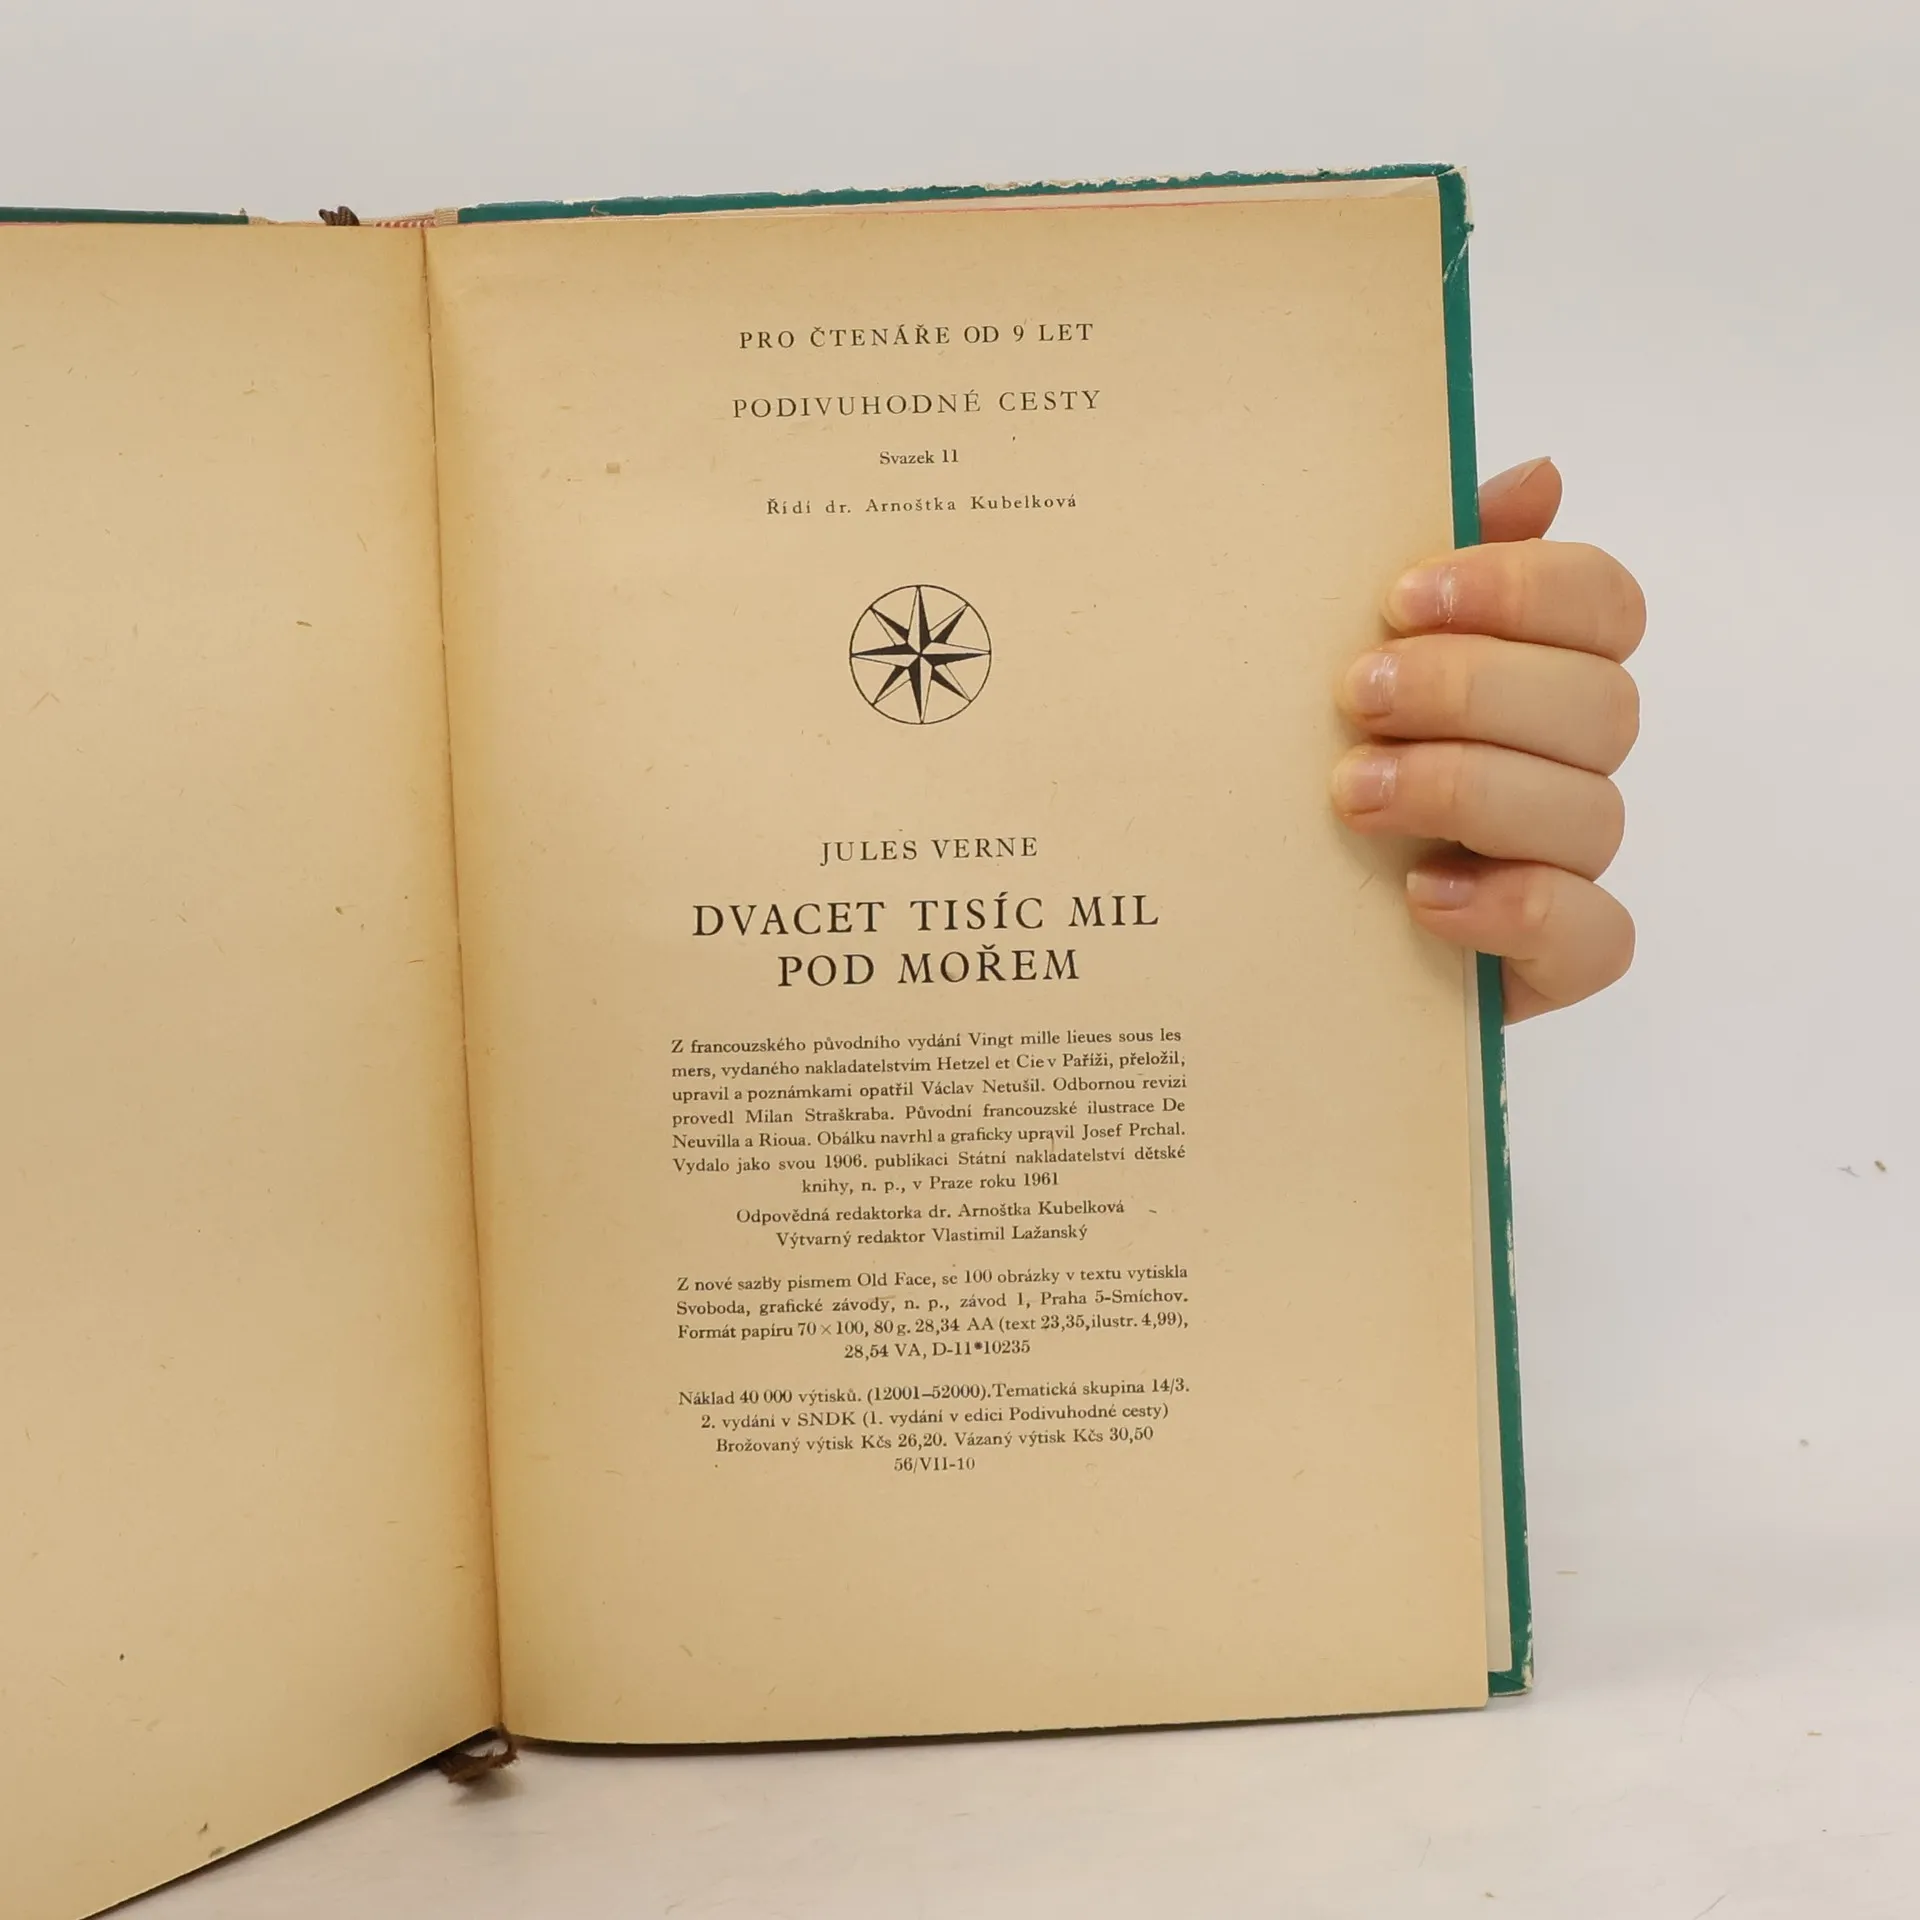 PRO ČTENÁŘE OD 9 LET
PODIVUHODNÉ CESTY
Svazek 11
Řídí dr. Arnoštka Kubelková
JULES VERNE
DVACET TISÍC MIL
POD MOŘEM
Z francouzského původního vydání Vingt mille lieues sous les
mers, vydaného nakladatelstvím Hetzel et Cie v Paříži, přeložil,
upravil a poznámkami opatřil Václav Netušil. Odbornou revizi
provedl Milan Straškraba. Původní francouzské ilustrace De
Neuvilla a Rioua. Obálku navrhl a graficky upravil Josef Prchal.
Vydalo jako svou 1906. publikaci Státní nakladatelství dětské
knihy, n. p., v Praze roku 1961
Odpovědná redaktorka dr. Arnoštka Kubelková
Výtvarný redaktor Vlastimil Lažanský
Z nové sazby písmem Old Face, se 100 obrázky v textu vytiskla
Svoboda, grafické závody, n. p., závod 1, Praha 5-Smíchov.
Formát papíru 70×100, 80 g. 28,34 AA (text 23,35, ilustr. 4,99),
28,54 VA, D-11*10235
Náklad 40 000 výtisků. (12001–52000). Tematická skupina 14/3.
2. vydání v SNDK (1. vydání v edici Podivuhodné cesty)
Brožovaný výtisk Kčs 26,20. Vázaný výtisk Kčs 30,50
56/VII-10